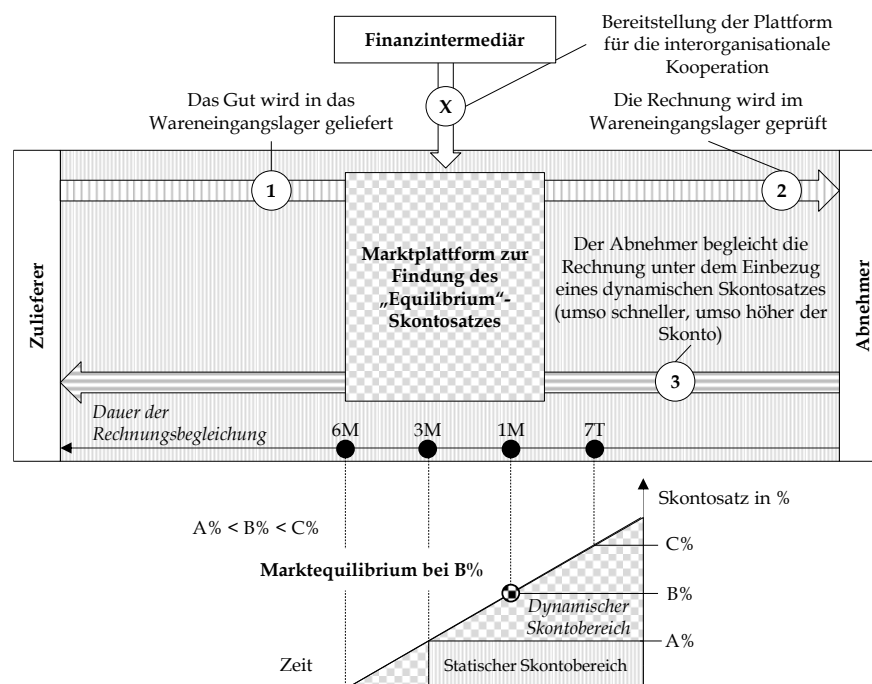 Finanzintermediär
Bereitstellung der Plattform
für die interorganisationale
Kooperation
X
Das Gut wird in das
Wareneingangslager geliefert
Die Rechnung wird im
Wareneingangslager geprüft
1
2
Zulieferer
Marktplattform zur
Findung des
„Equilibrium“-
Skontosatzes
Der Abnehmer begleicht die
Rechnung unter dem Einbezug
eines dynamischen Skontosatzes
(umso schneller, umso höher der
Skonto)
Abnehmer
3
Dauer der
Rechnungsbegleichung
6M
3M
1M
7T
Skontosatz in %
A% < B% < C%
C%
Marktequilibrium bei B%
B%
Dynamischer
Skontobereich
A%
Zeit
Statischer Skontobereich